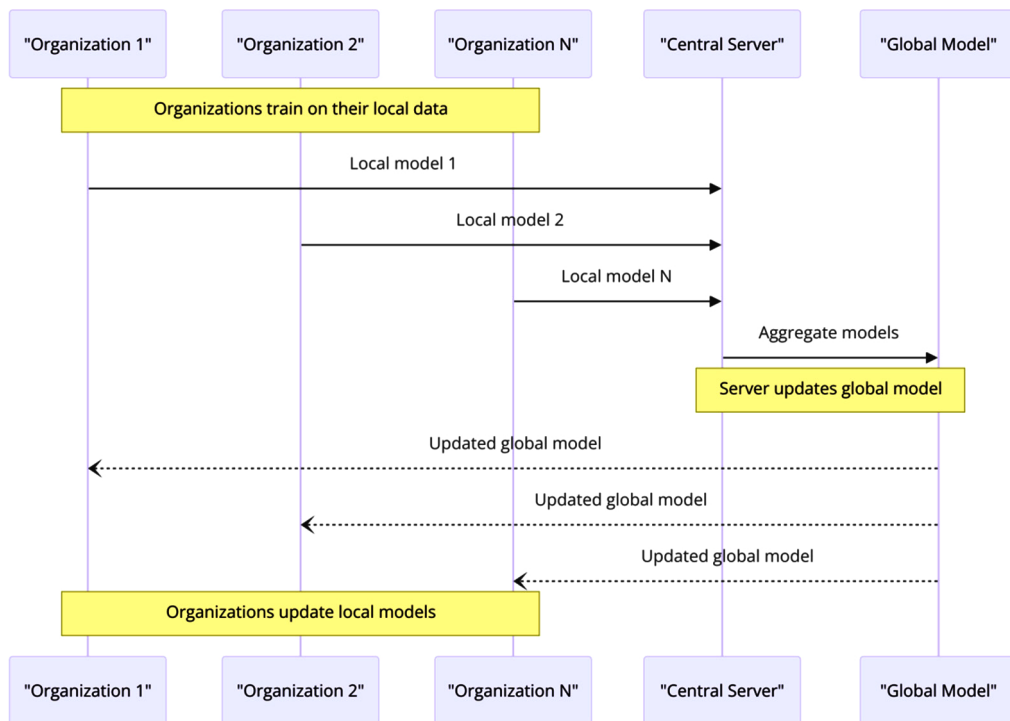 "Organization 1"
"Organization 2"
"Organization N"
"Central Server"
"Global Model"
Organizations train on their local data
Local model 1
Local model 2
Local model N
Aggregate models
Server updates global model
Updated global model
Updated global model
Updated global model
Organizations update local models
"Organization 1"
"Organization 2"
"Organization N"
"Central Server"
"Global Model"